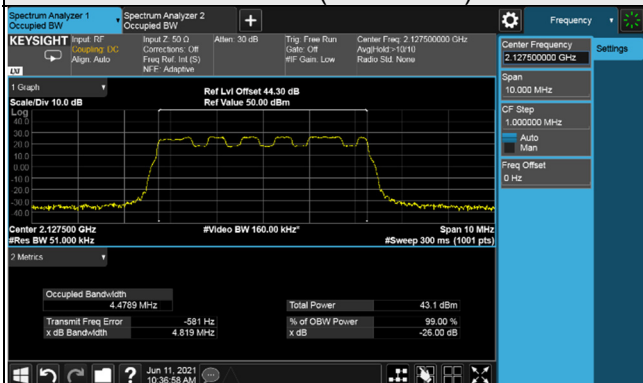 Spectrum Analyzer 1
Occupied BW
Spectrum Analyzer 2
Occupied BW
+
Frequency
KEYSIGHT
Input: RF
Coupling: DC
Align: Auto
Input Z: 50 Ω
Corrections: Off
Freq Ref: Int (S)
NFE: Adaptive
Atten: 30 dB
Trig: Free Run
Gate: Off
#IF Gain: Low
Center Freq: 2.127500000 GHz
Avg|Hold:>10/10
Radio Std: None
LXI
Center Frequency
2.127500000 GHz
Settings
Span
10.000 MHz
CF Step
1.000000 MHz
Auto
Man
Freq Offset
0 Hz
1 Graph
Ref Lvl Offset 44.30 dB
Scale/Div 10.0 dB
Ref Value 50.00 dBm
Log
40.0
30.0
20.0
10.0
0.00
-10.0
-20.0
-30.0
-40.0
Center 2.127500 GHz
#Video BW 160.00 kHz*
Span 10 MHz
#Res BW 51.000 kHz
#Sweep 300 ms (1001 pts)
2 Metrics
Occupied Bandwidth
4.4789 MHz
Total Power
43.1 dBm
Transmit Freq Error
-581 Hz
% of OBW Power
99.00 %
x dB Bandwidth
4.819 MHz
x dB
-26.00 dB
?
Jun 11, 2021
10:36:58 AM